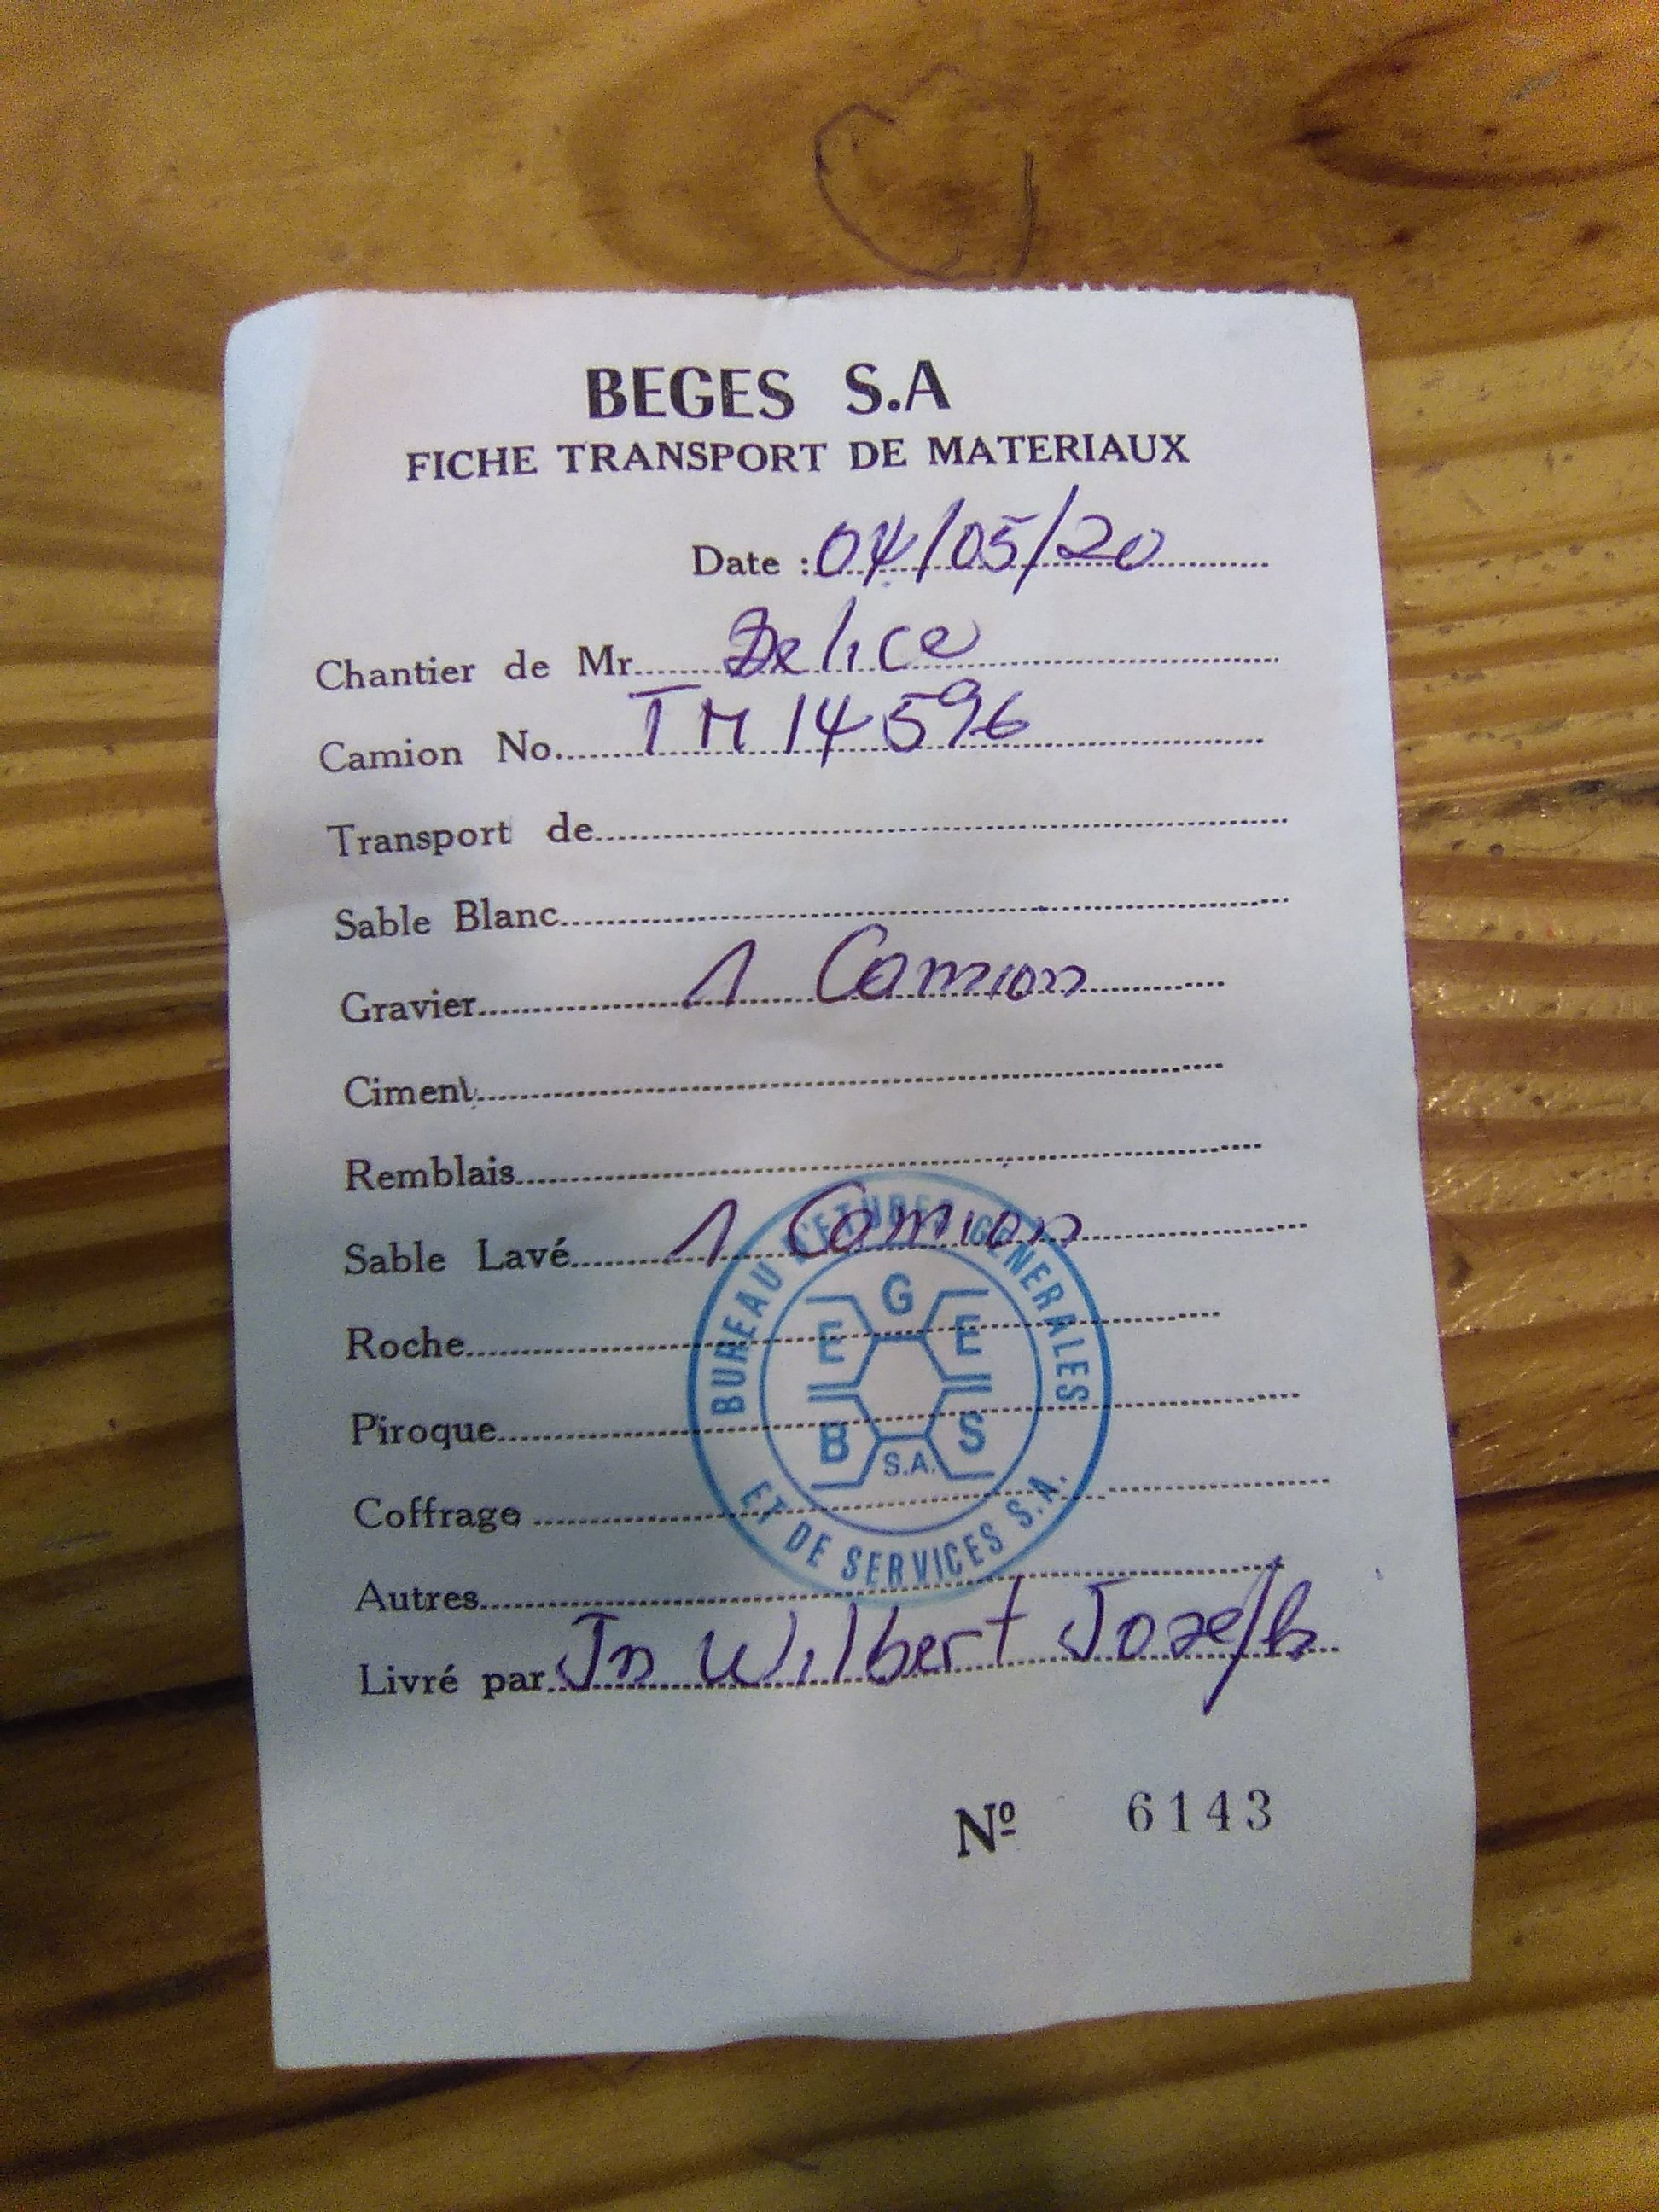 BEGES S.A
FICHE TRANSPORT DE MATERIAUX
Date : 04/05/20
Chantier de Mr. Delice
Camion No. TM 14596
Transport de
Sable Blanc
Gravier 1 Camion
Ciment
Remblais
Sable Lavé 1 Camion
Roche
Piroque
Coffrage
Autres
Livré par Jn Wilbert Joseph
Nº 6143
BUREAU D'ETUDES GENERALES
ET DE SERVICES S.A.
B E G E S
S.A.